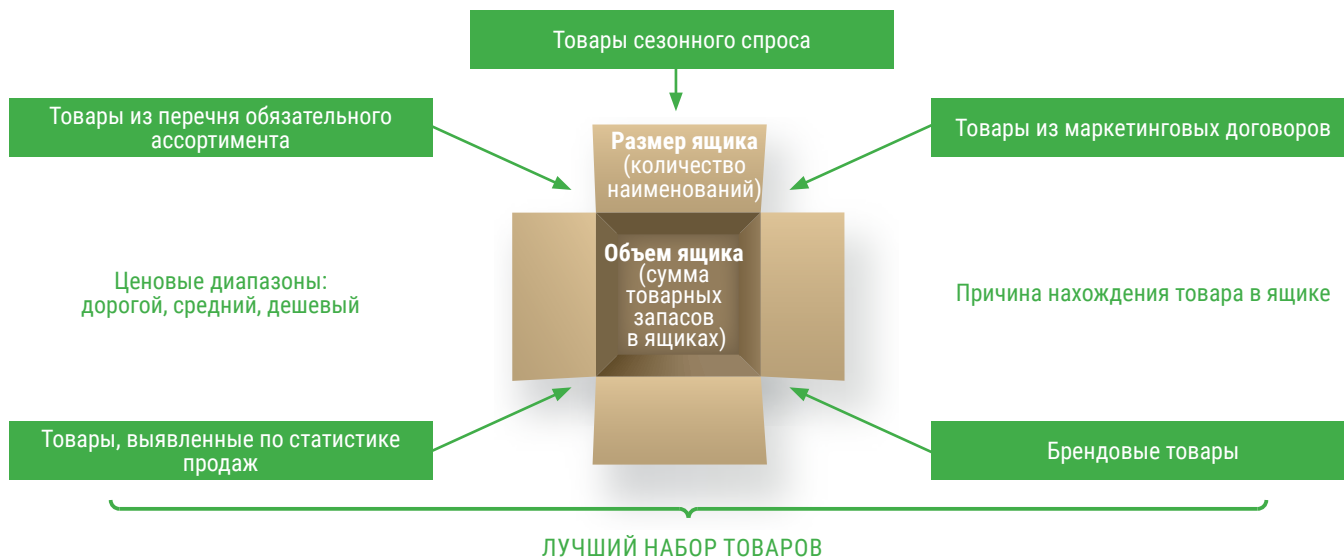 Товары сезонного спроса
Товары из перечня обязательного
ассортимента
Товары из маркетинговых договоров
Размер ящика
(количество
наименований)
Объем ящика
(сумма
товарных
запасов
в ящиках)
Ценовые диапазоны:
дорогой, средний, дешевый
Причина нахождения товара в ящике
Товары, выявленные по статистике
продаж
Брендовые товары
ЛУЧШИЙ НАБОР ТОВАРОВ